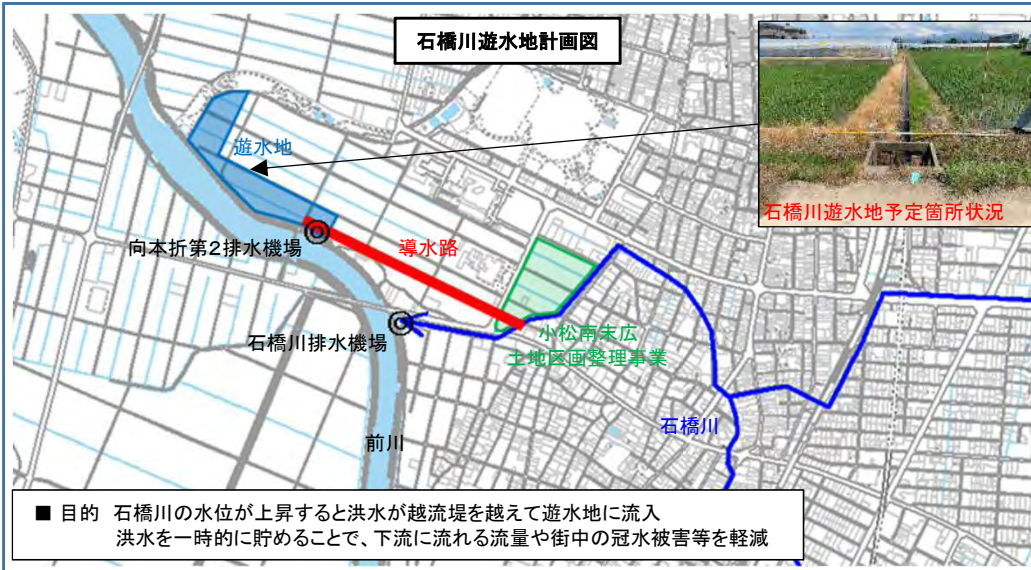 石橋川遊水地計画図
遊水地
石橋川遊水地予定箇所状況
向本折第2排水機場
導水路
石橋川排水機場
小松南末広
土地区画整理事業
石橋川
前川
■ 目的 石橋川の水位が上昇すると洪水が越流堤を越えて遊水地に流入
洪水を一時的に貯めることで、下流に流れる流量や街中の冠水被害等を軽減